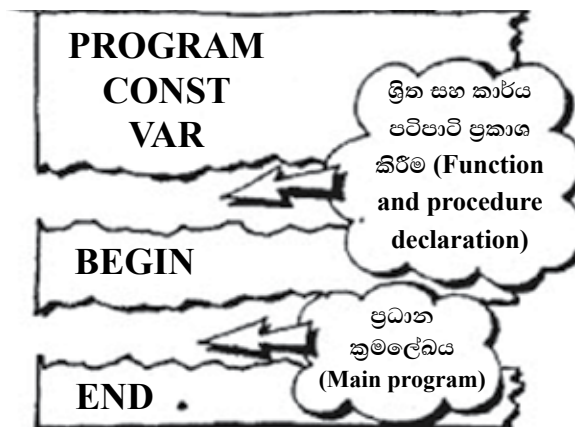 PROGRAM
CONST
VAR
ශ්‍රිත සහ කාර්ය
පටිපාටි ප්‍රකාශ
කිරීම (Function
and procedure
declaration)
BEGIN
ප්‍රධාන
ක්‍රමලේඛය
(Main program)
END .